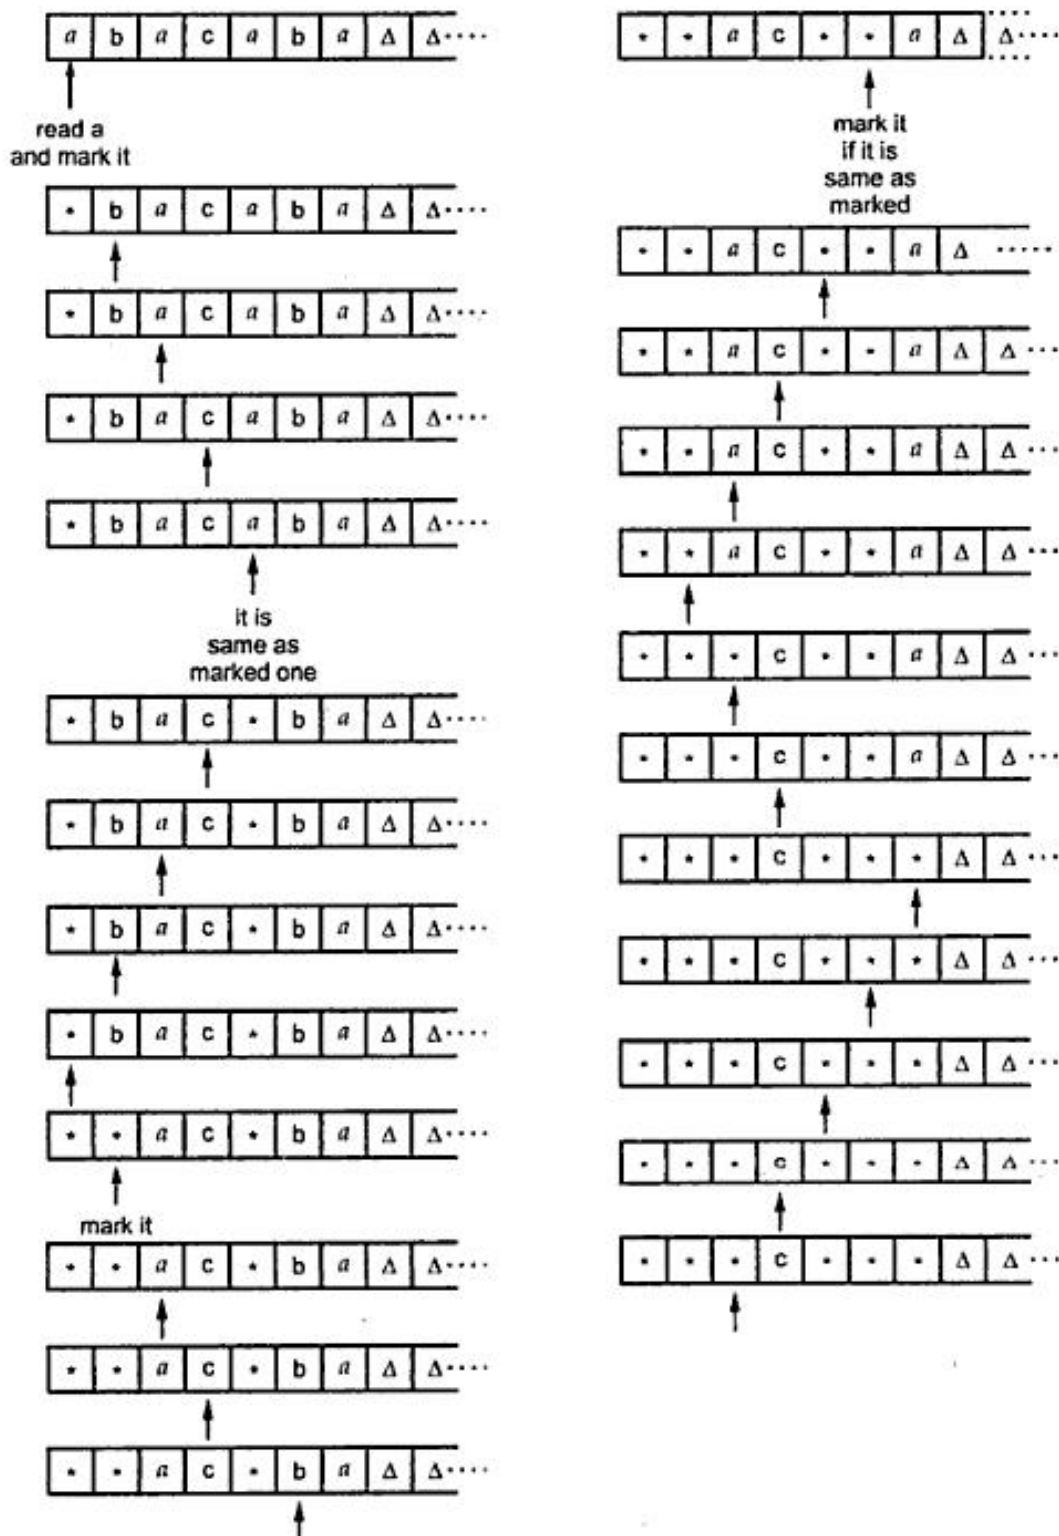 a b a c a b a Δ Δ....
read a
and mark it
* b a c a b a Δ Δ....
* b a c a b a Δ Δ....
* b a c a b a Δ Δ....
* b a c a b a Δ Δ....
it is
same as
marked one
* b a c * b a Δ Δ....
* b a c * b a Δ Δ....
* b a c * b a Δ Δ....
* b a c * b a Δ Δ....
* * a c * b a Δ Δ....
mark it
* * a c * b a Δ Δ....
* * a c * b a Δ Δ....
* * a c * b a Δ Δ....
* * a c * * a Δ Δ....
mark it
if it is
same as
marked
* * a c * * a Δ .....
* * a c * * a Δ Δ ...
* * a c * * a Δ Δ ...
* * a c * * a Δ Δ ...
* * * c * * a Δ Δ ...
* * * c * * a Δ Δ ...
* * * c * * * Δ Δ ...
* * * c * * * Δ Δ ...
* * * c * * * Δ Δ ...
* * * c * * * Δ Δ ...
* * * c * * * Δ Δ ...